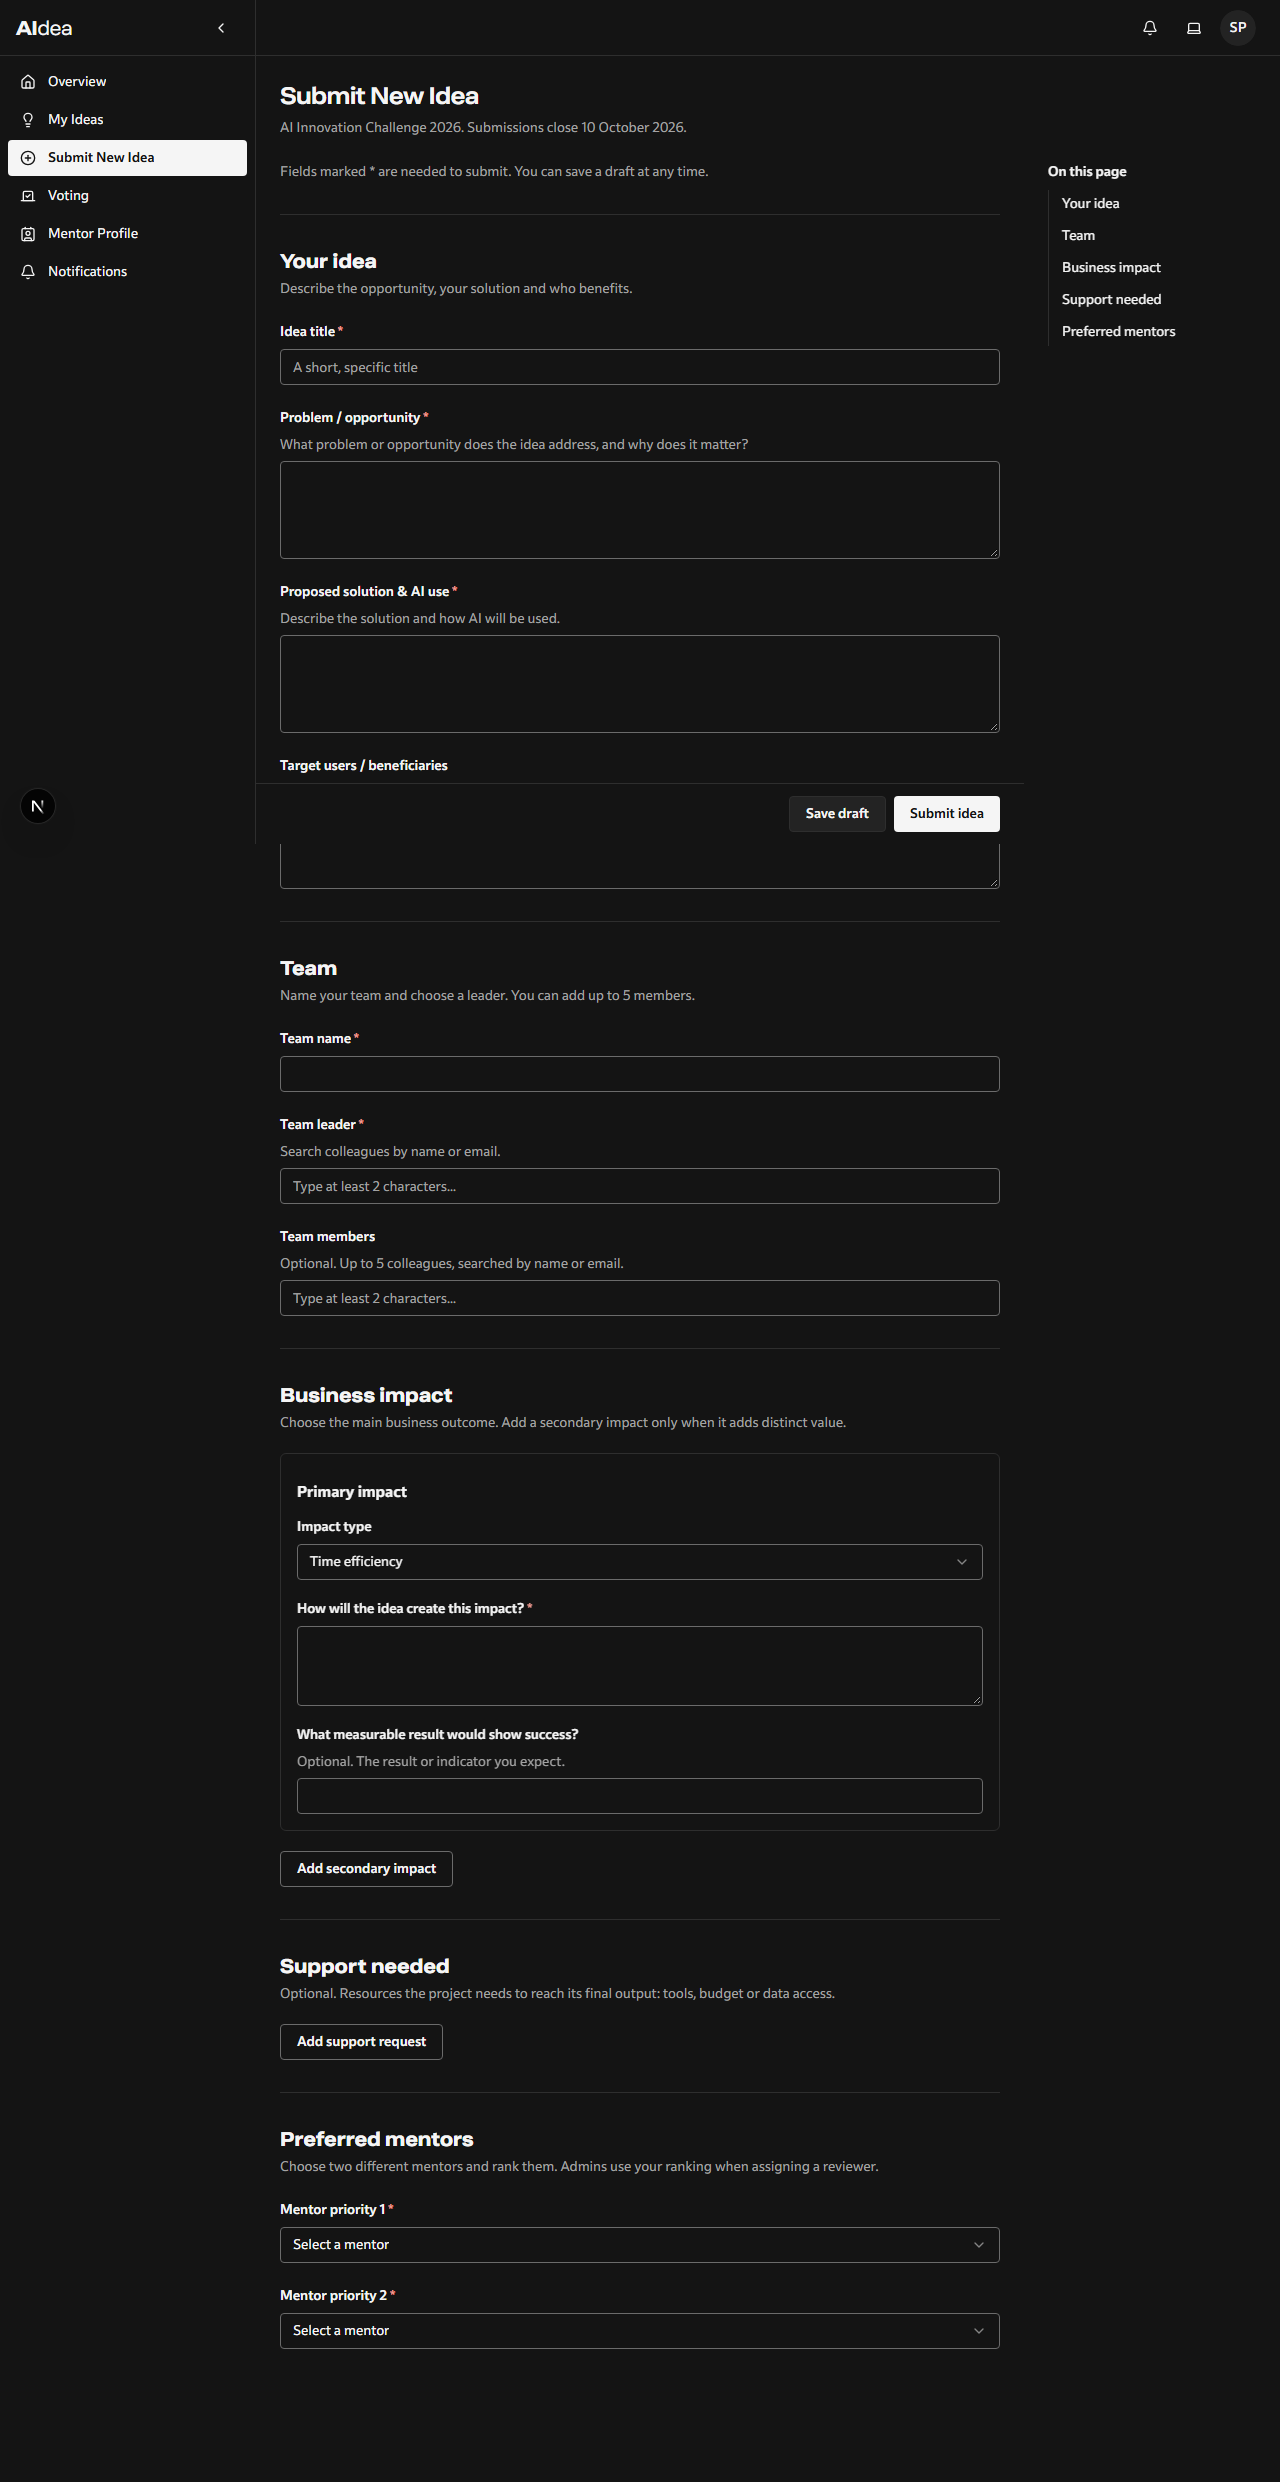 AIdea
SP
Overview
My Ideas
Submit New Idea
Voting
Mentor Profile
Notifications
N
Submit New Idea
AI Innovation Challenge 2026. Submissions close 10 October 2026.
Fields marked * are needed to submit. You can save a draft at any time.
On this page
Your idea
Team
Business impact
Support needed
Preferred mentors
Your idea
Describe the opportunity, your solution and who benefits.
Idea title *
A short, specific title
Problem / opportunity *
What problem or opportunity does the idea address, and why does it matter?
Proposed solution & AI use *
Describe the solution and how AI will be used.
Target users / beneficiaries
Save draft
Submit idea
Team
Name your team and choose a leader. You can add up to 5 members.
Team name *
Team leader *
Search colleagues by name or email.
Type at least 2 characters...
Team members
Optional. Up to 5 colleagues, searched by name or email.
Type at least 2 characters...
Business impact
Choose the main business outcome. Add a secondary impact only when it adds distinct value.
Primary impact
Impact type
Time efficiency
How will the idea create this impact? *
What measurable result would show success?
Optional. The result or indicator you expect.
Add secondary impact
Support needed
Optional. Resources the project needs to reach its final output: tools, budget or data access.
Add support request
Preferred mentors
Choose two different mentors and rank them. Admins use your ranking when assigning a reviewer.
Mentor priority 1 *
Select a mentor
Mentor priority 2 *
Select a mentor